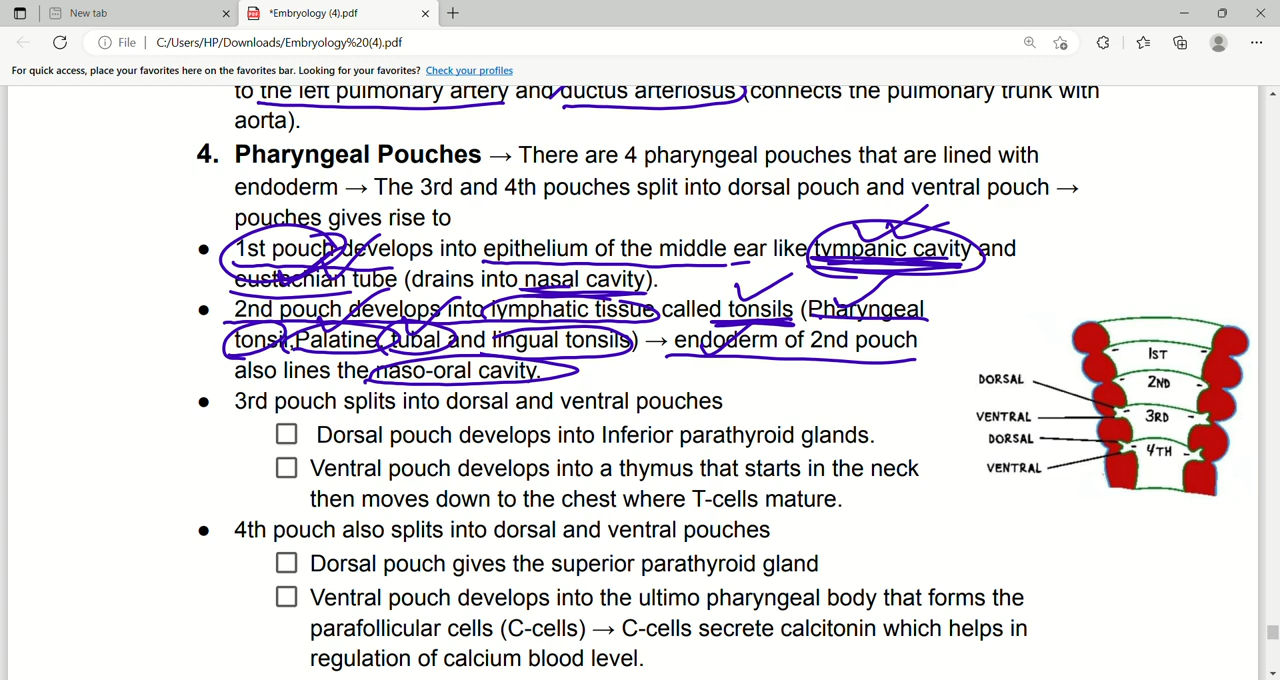 New tab
*Embryology (4).pdf
File
C:/Users/HP/Downloads/Embryology%20(4).pdf
For quick access, place your favorites here on the favorites bar. Looking for your favorites? Check your profiles
to the left pulmonary artery and ductus arteriosus (connects the pulmonary trunk with
aorta).
4. Pharyngeal Pouches → There are 4 pharyngeal pouches that are lined with
endoderm → The 3rd and 4th pouches split into dorsal pouch and ventral pouch →
pouches gives rise to
● 1st pouch develops into epithelium of the middle ear like tympanic cavity and
eustachian tube (drains into nasal cavity).
● 2nd pouch develops into lymphatic tissue called tonsils (Pharyngeal
tonsil,Palatine, tubal and lingual tonsils) → endoderm of 2nd pouch
also lines the naso-oral cavity.
● 3rd pouch splits into dorsal and ventral pouches
☐ Dorsal pouch develops into Inferior parathyroid glands.
☐ Ventral pouch develops into a thymus that starts in the neck
then moves down to the chest where T-cells mature.
● 4th pouch also splits into dorsal and ventral pouches
☐ Dorsal pouch gives the superior parathyroid gland
☐ Ventral pouch develops into the ultimo pharyngeal body that forms the
parafollicular cells (C-cells) → C-cells secrete calcitonin which helps in
regulation of calcium blood level.
1ST
DORSAL
2ND
VENTRAL
3RD
DORSAL
4TH
VENTRAL